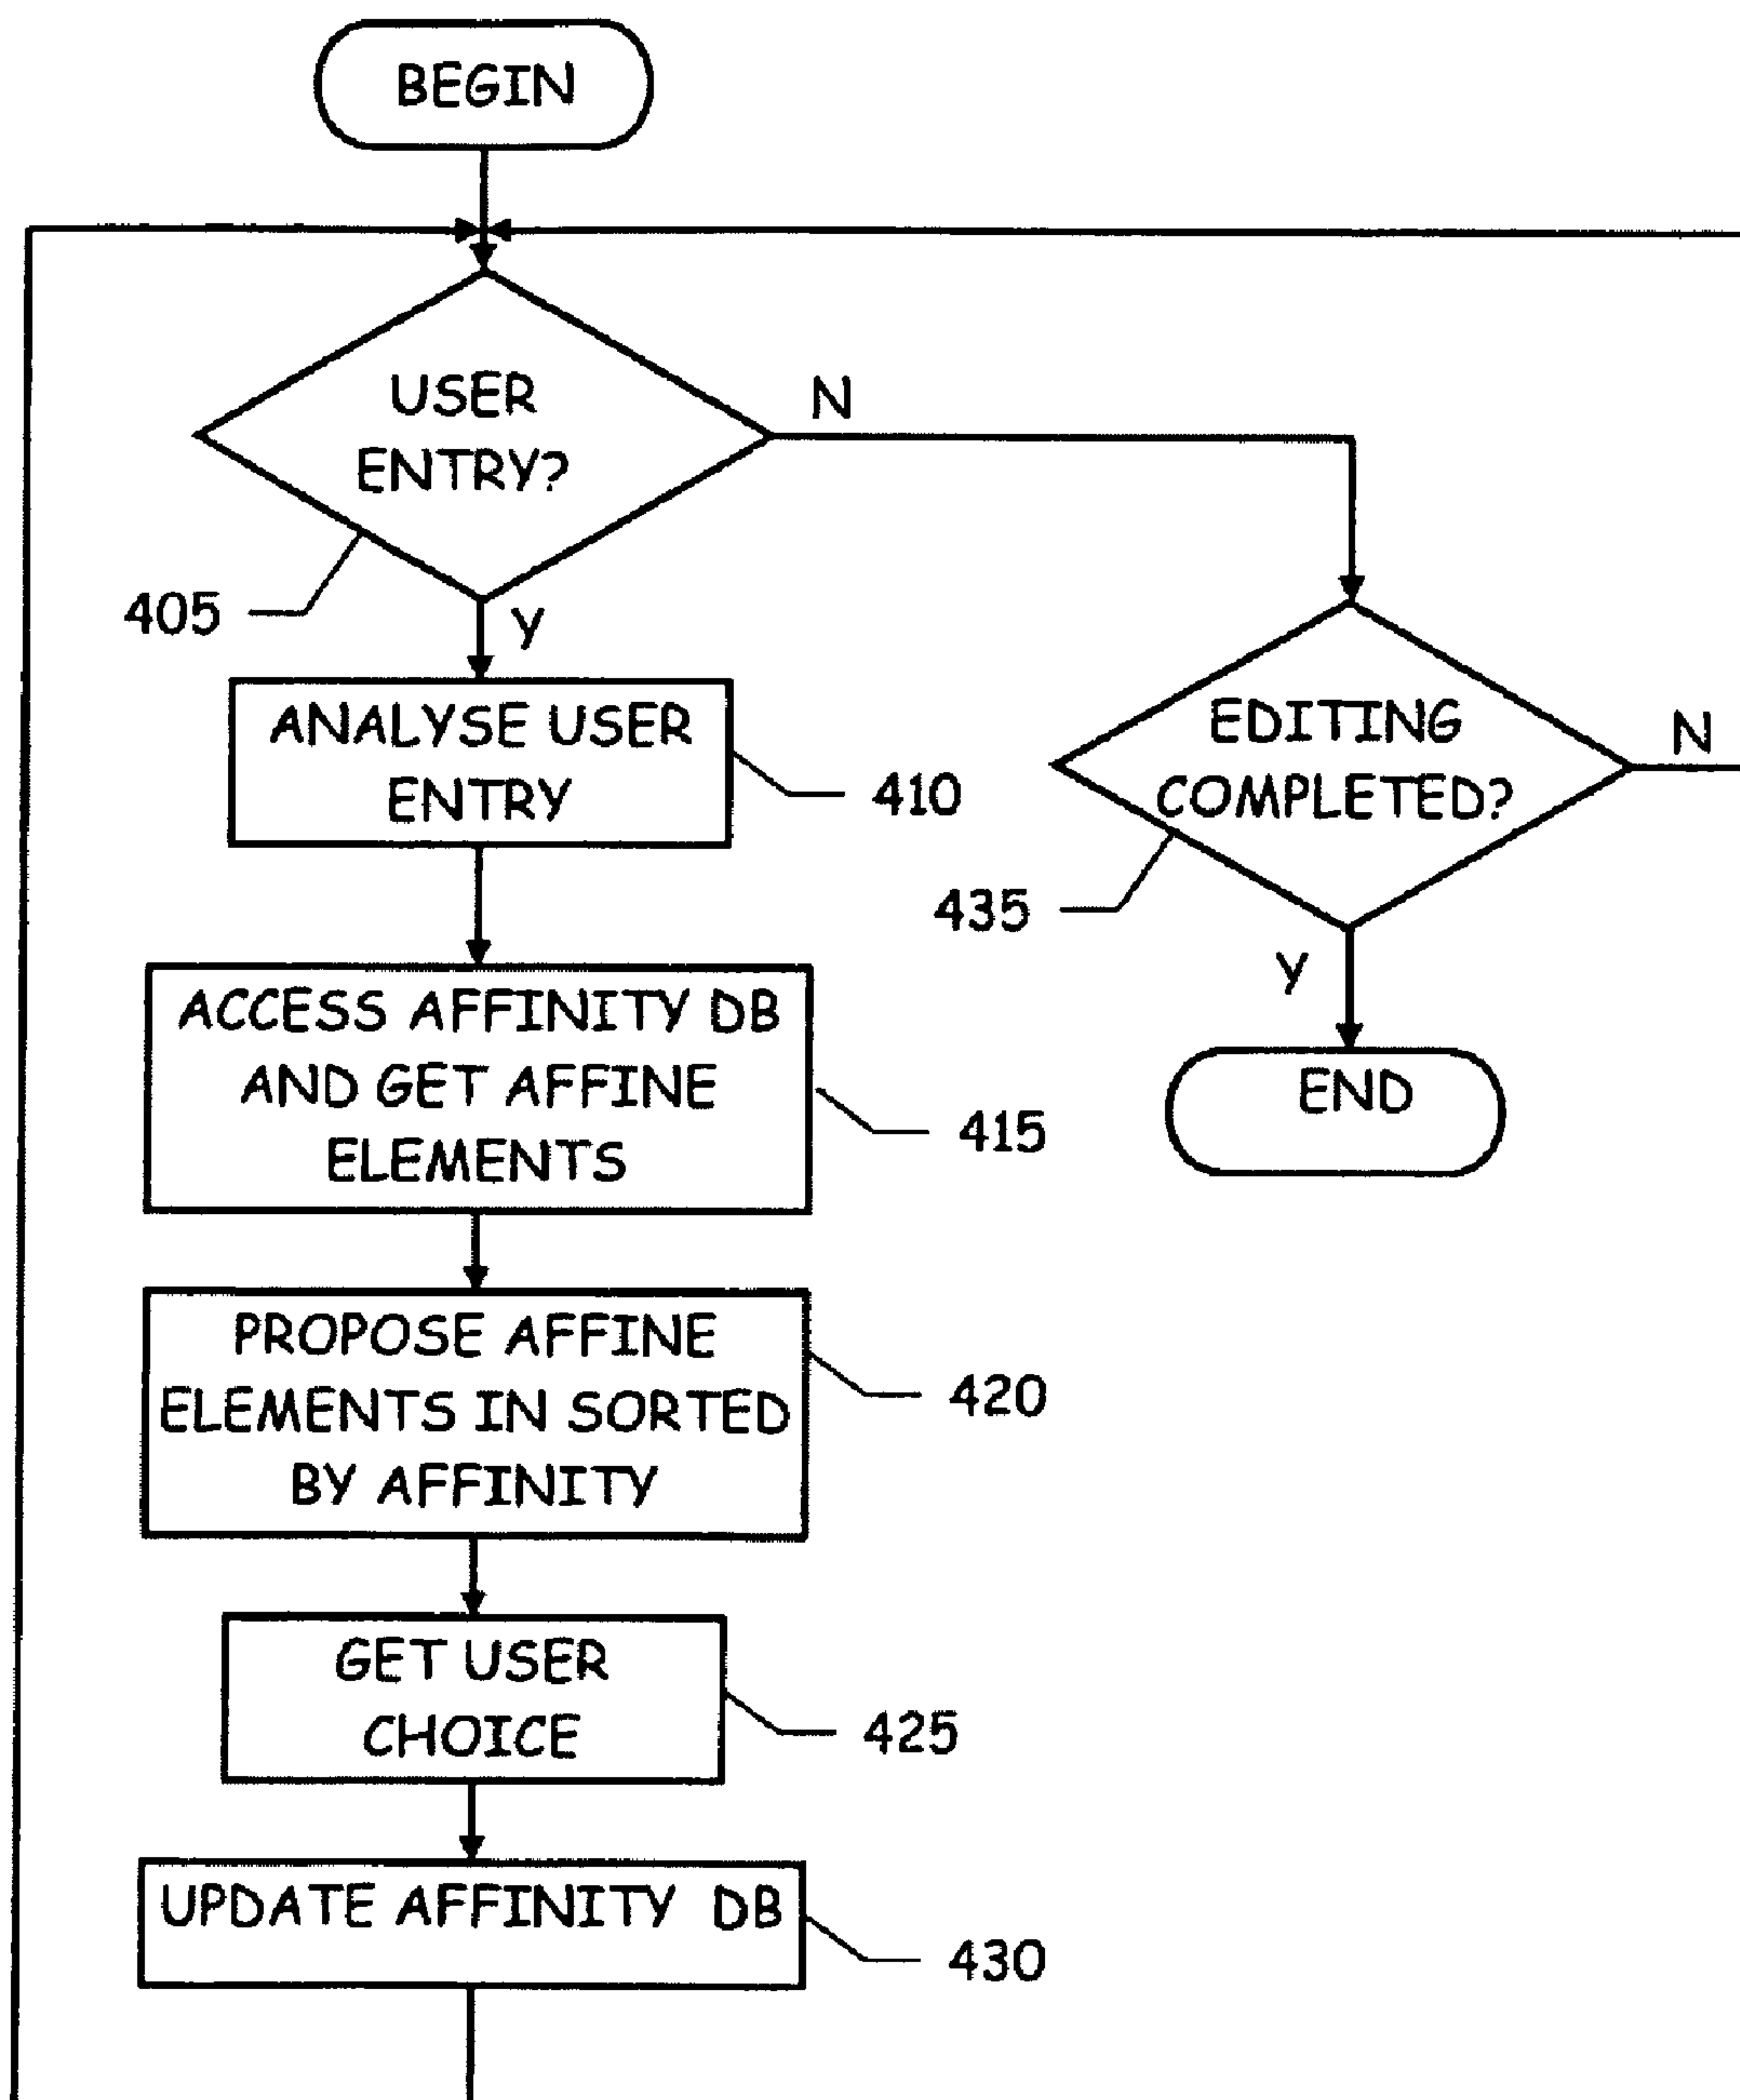 BEGIN
USER
ENTRY?
N
405
Y
ANALYSE USER
ENTRY
410
EDITING
COMPLETED?
N
435
Y
END
ACCESS AFFINITY DB
AND GET AFFINE
ELEMENTS
415
PROPOSE AFFINE
ELEMENTS IN SORTED
BY AFFINITY
420
GET USER
CHOICE
425
UPDATE AFFINITY DB
430